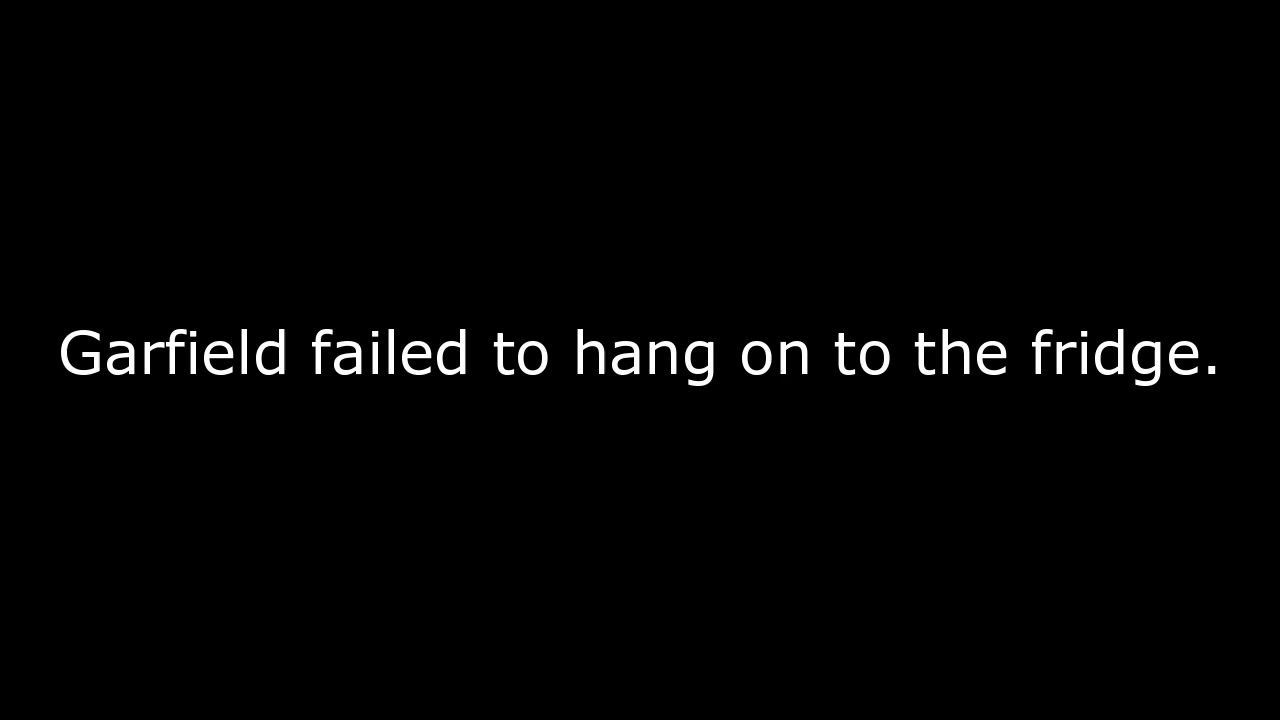 Garfield failed to hang on to the fridge.